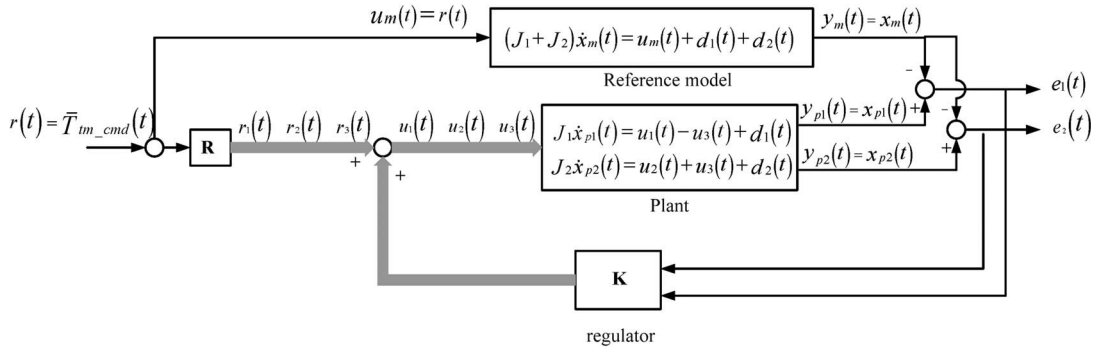 u_m(t)=r(t)
(J_1+J_2)ẋ_m(t)=u_m(t)+d_1(t)+d_2(t)
y_m(t)=x_m(t)
Reference model
−
−
e_1(t)
r(t)=T̄_tm_cmd(t)
R
r_1(t) r_2(t) r_3(t)
+
+
u_1(t) u_2(t) u_3(t)
J_1ẋ_p1(t)=u_1(t)−u_3(t)+d_1(t)
J_2ẋ_p2(t)=u_2(t)+u_3(t)+d_2(t)
y_p1(t)=x_p1(t)
+
y_p2(t)=x_p2(t)
+
e_2(t)
Plant
K
regulator